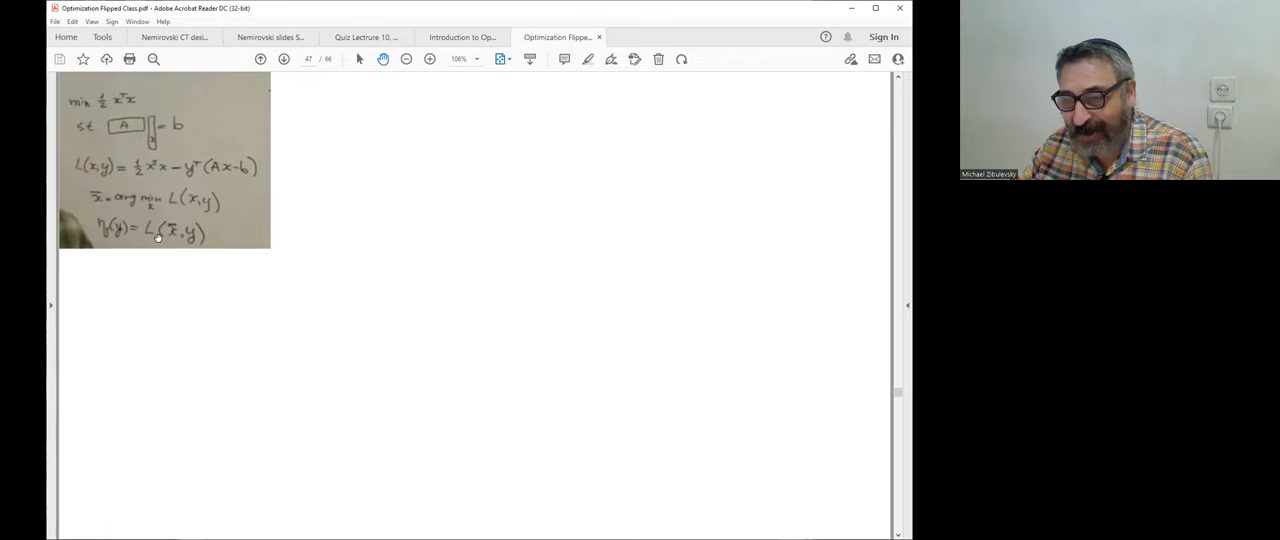 Optimization Flipped Class.pdf - Adobe Acrobat Reader DC (32-bit)
File Edit View Sign Window Help
Home Tools Nemirovski CT desi... Nemirovski slides S... Quiz Lectrure 10, ... Introduction to Op... Optimization Flippe... × Sign In
47 / 66 106%
min 1/2 xᵀx
st A x = b
L(x,y) = 1/2 xᵀx - yᵀ(Ax-b)
x̄ = arg min_x L(x,y)
η(y) = L(x̄,y)
Michael Zibulevsky